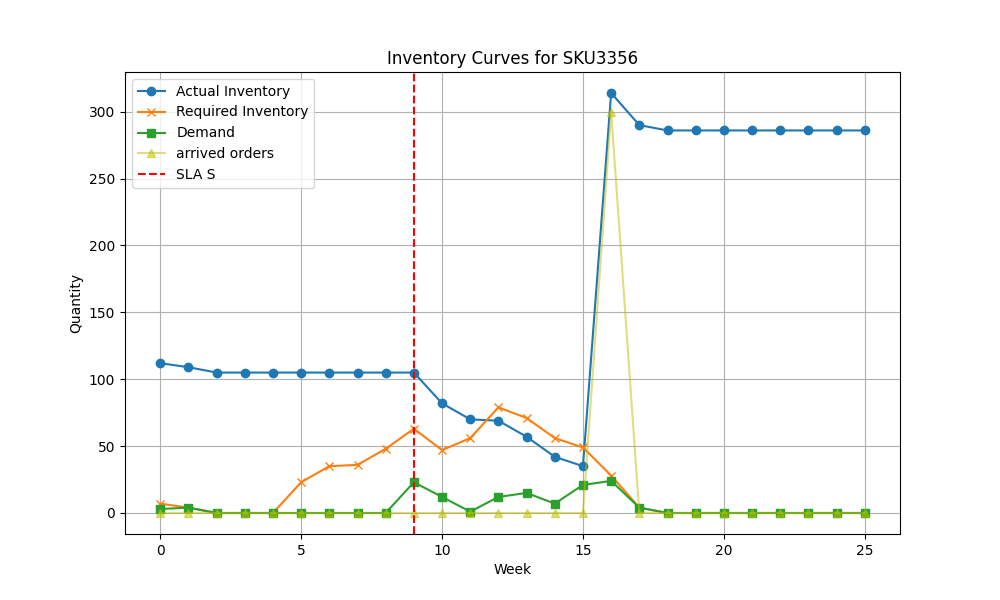 Inventory Curves for SKU3356
Actual Inventory
Required Inventory
Demand
arrived orders
SLA S
Quantity
300
250
200
150
100
50
0
0 5 10 15 20 25
Week